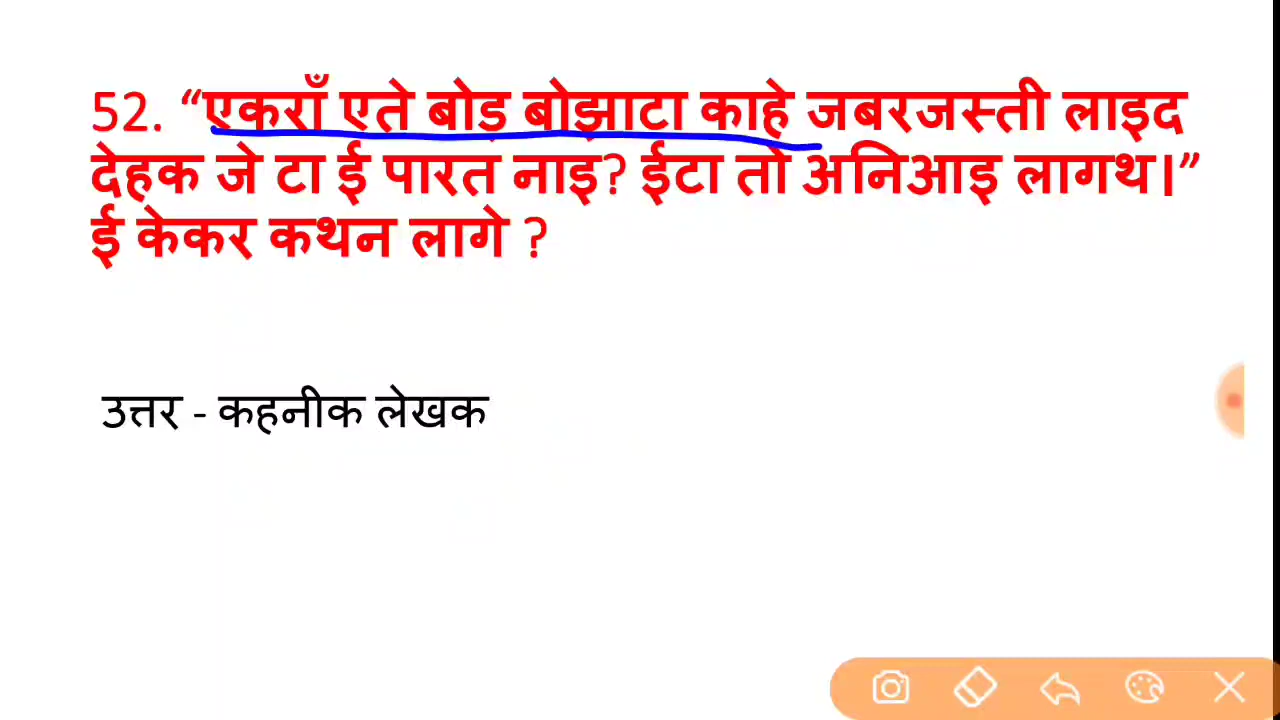 52. “एकराँ एते बोड़ बोझाटा काहे जबरजस्ती लाइद
देहक जे टा ई पारत नाइ? ईटा तो अनिआइ लागथ।”
ई केकर कथन लागे ?
उत्तर - कहनीक लेखक